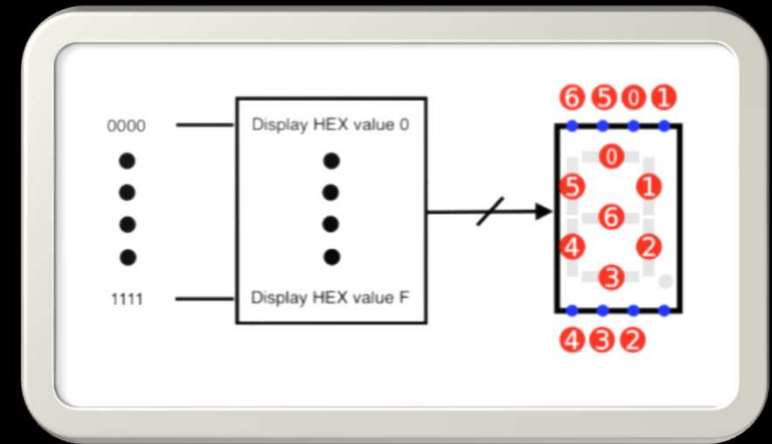 6 5 0 1
0000 Display HEX value 0
0
5 1
6
4 2
3
1111 Display HEX value F
4 3 2